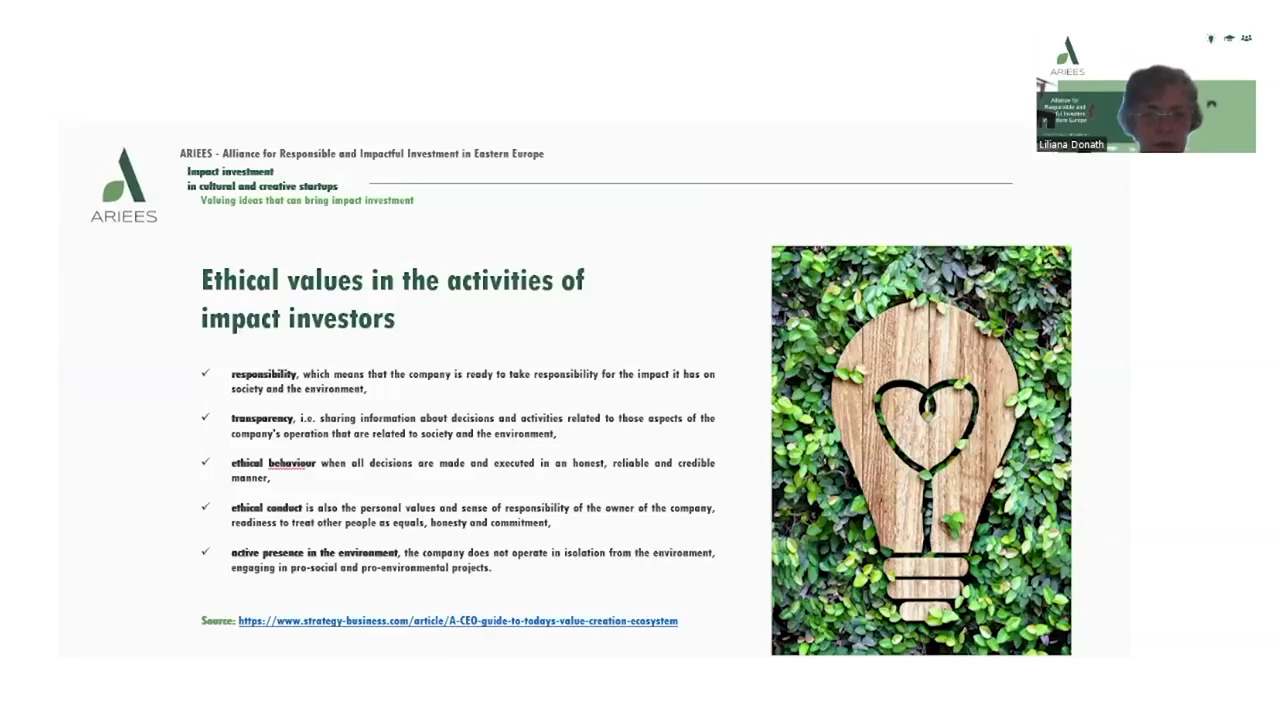 ARIEES
Alliance for
Responsible and
Liliana Donath
ARIEES - Alliance for Responsible and Impactful Investment in Eastern Europe
Impact investment
in cultural and creative startups
Valuing ideas that can bring impact investment
ARIEES
Ethical values in the activities of
impact investors
✓ responsibility, which means that the company is ready to take responsibility for the impact it has on
society and the environment,
✓ transparency, i.e. sharing information about decisions and activities related to those aspects of the
company's operation that are related to society and the environment,
✓ ethical behaviour when all decisions are made and executed in an honest, reliable and credible
manner,
✓ ethical conduct is also the personal values and sense of responsibility of the owner of the company,
readiness to treat other people as equals, honesty and commitment,
✓ active presence in the environment, the company does not operate in isolation from the environment,
engaging in pro-social and pro-environmental projects.
Source: https://www.strategy-business.com/article/A-CEO-guide-to-todays-value-creation-ecosystem